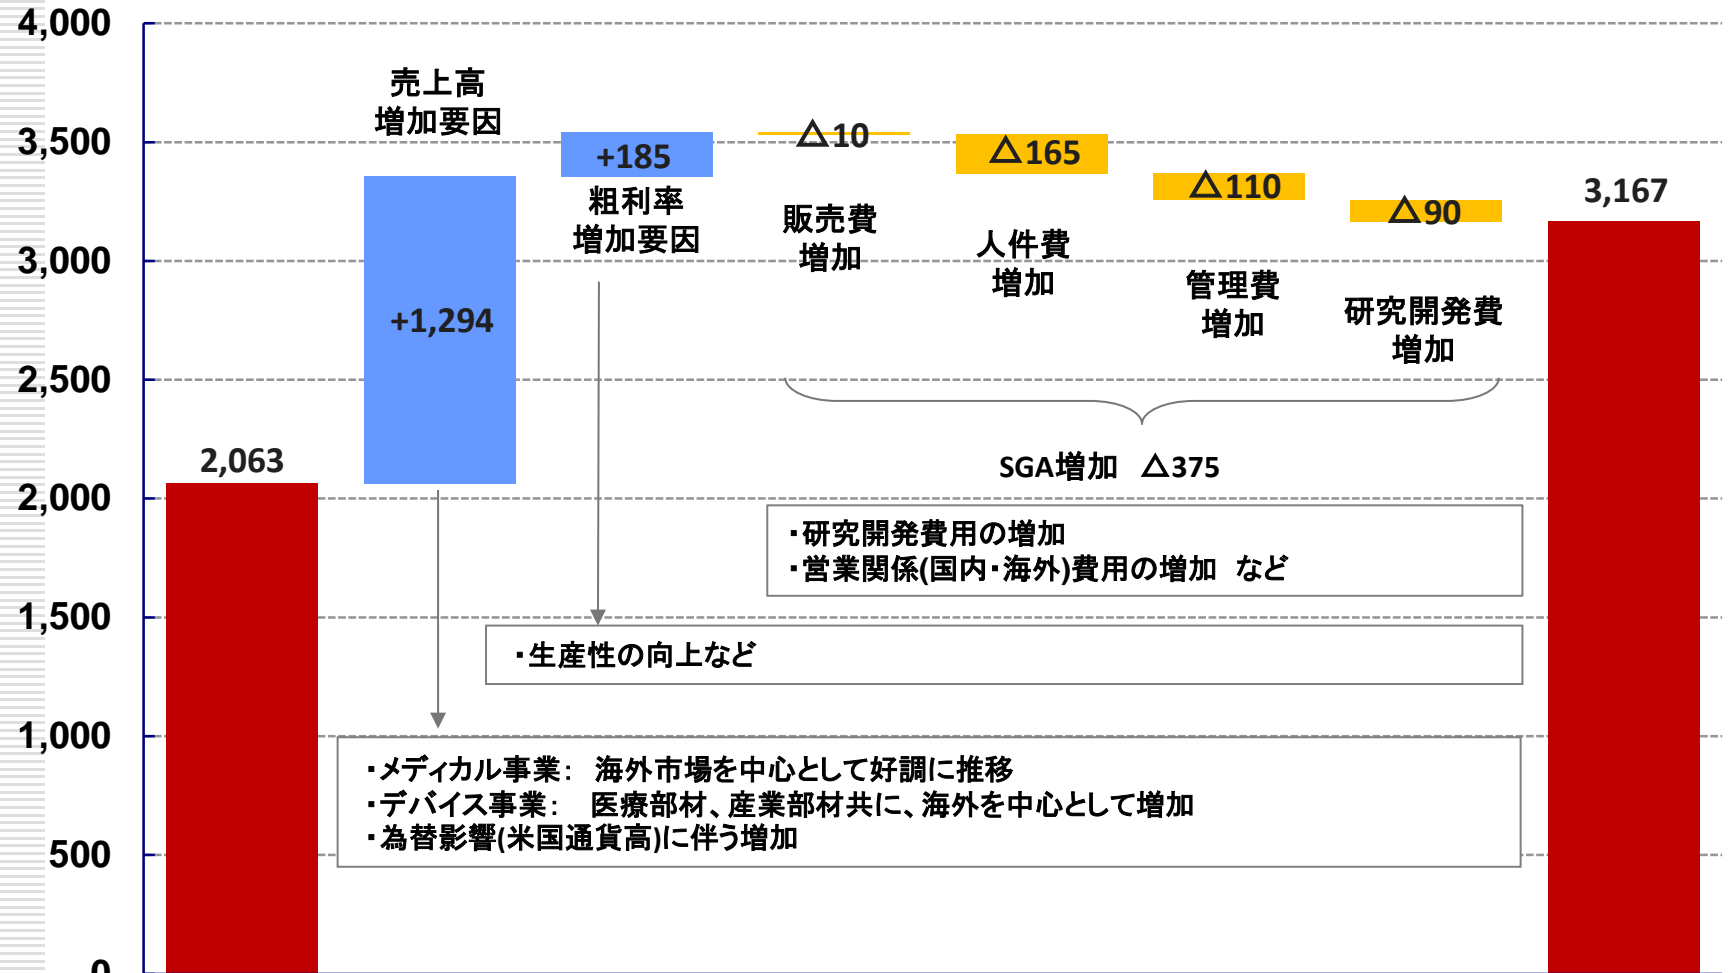 4,000
3,500
3,000
2,500
2,000
1,500
1,000
500
0
2,063
売上高
増加要因
+1,294
+185
粗利率
増加要因
△10
販売費
増加
△165
人件費
増加
△110
管理費
増加
△90
研究開発費
増加
3,167
SGA増加 △375
・研究開発費用の増加
・営業関係(国内・海外)費用の増加 など
・生産性の向上など
・メディカル事業: 海外市場を中心として好調に推移
・デバイス事業: 医療部材、産業部材共に、海外を中心として増加
・為替影響(米国通貨高)に伴う増加